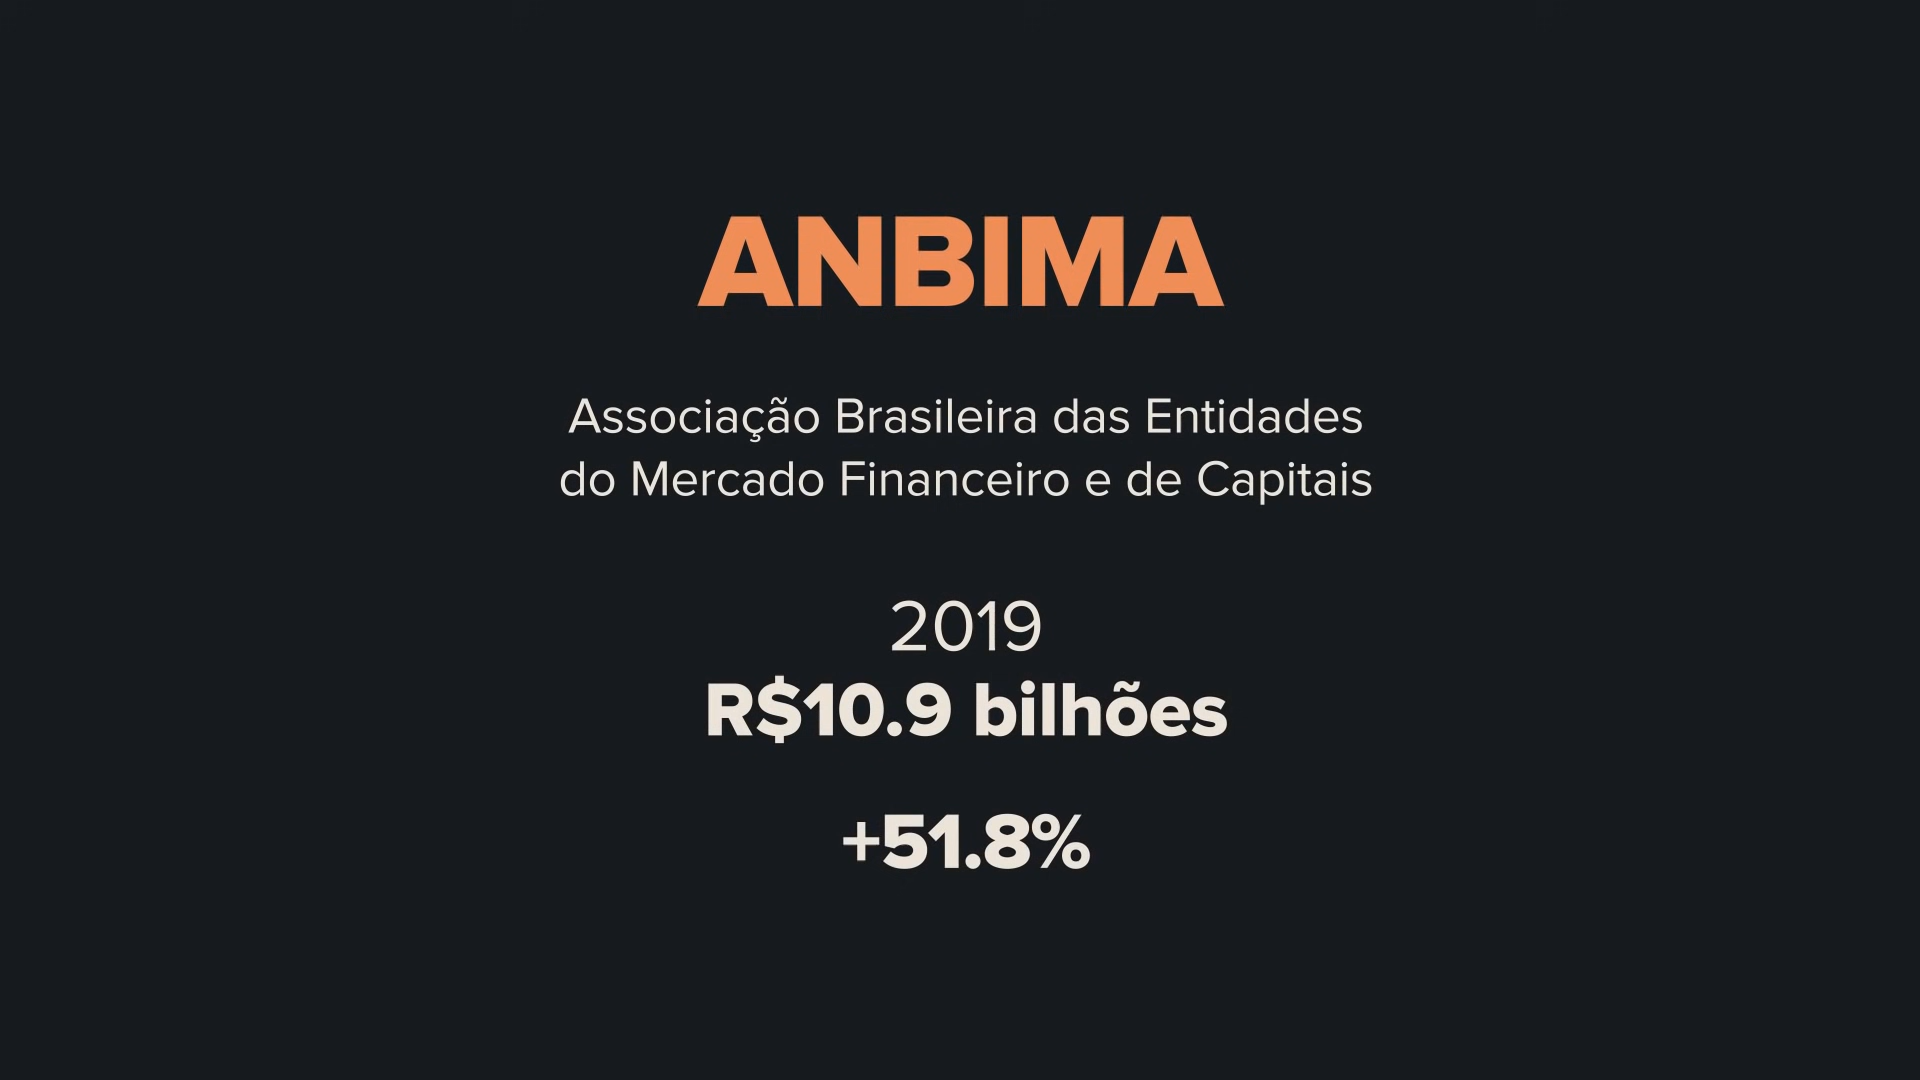 ANBIMA
Associação Brasileira das Entidades
do Mercado Financeiro e de Capitais
2019
R$10.9 bilhões
+51.8%